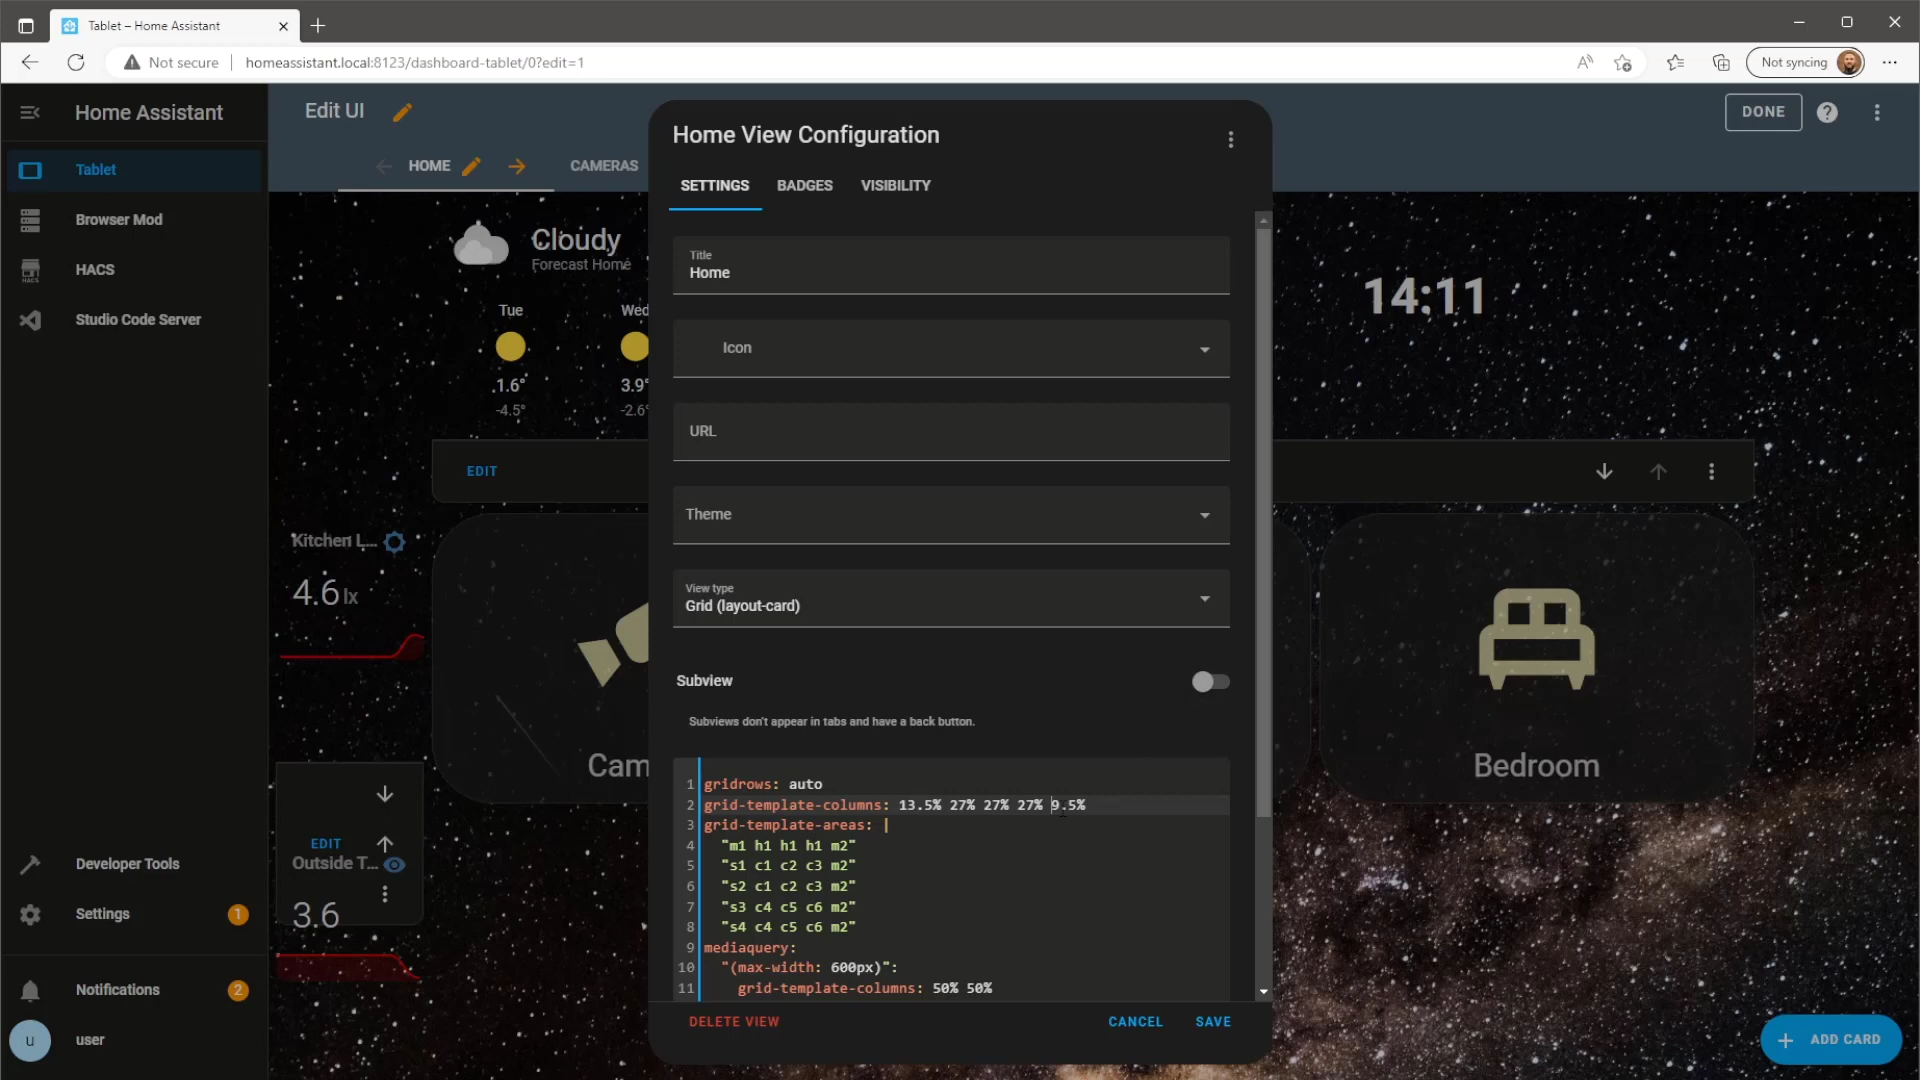 Tablet – Home Assistant
Not secure
homeassistant.local:8123/dashboard-tablet/0?edit=1
Not syncing
Home Assistant
Edit UI
DONE
HOME
CAMERAS
Tablet
Browser Mod
HACS
Studio Code Server
Developer Tools
Settings
1
Notifications
2
u
user
Cloudy
Forecast Home
Tue
Wed
1.6°
3.9°
-4.5°
-2.6°
14:11
EDIT
Kitchen L...
4.6 lx
EDIT
Outside T...
3.6
Cam
Bedroom
Home View Configuration
SETTINGS
BADGES
VISIBILITY
Title
Home
Icon
URL
Theme
View type
Grid (layout-card)
Subview
Subviews don't appear in tabs and have a back button.
1 gridrows: auto
2 grid-template-columns: 13.5% 27% 27% 27% 9.5%
3 grid-template-areas: |
4 "m1 h1 h1 h1 m2"
5 "s1 c1 c2 c3 m2"
6 "s2 c1 c2 c3 m2"
7 "s3 c4 c5 c6 m2"
8 "s4 c4 c5 c6 m2"
9 mediaquery:
10 "(max-width: 600px)":
11 grid-template-columns: 50% 50%
DELETE VIEW
CANCEL
SAVE
+ ADD CARD